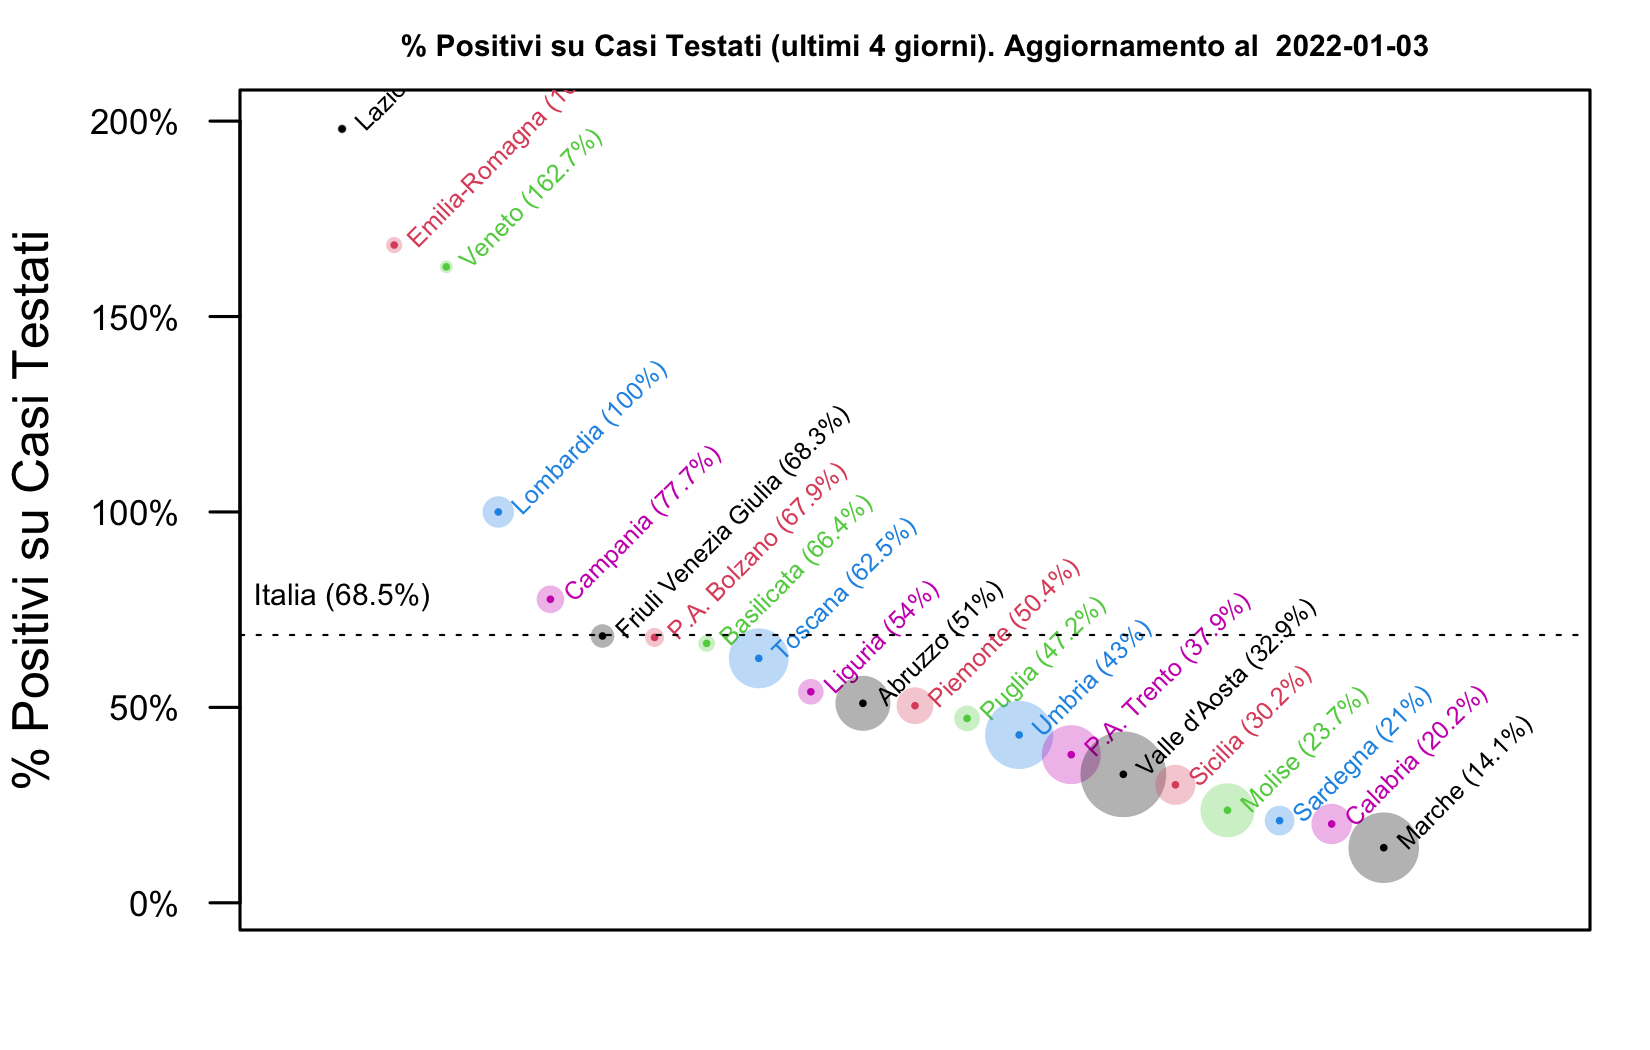 % Positivi su Casi Testati (ultimi 4 giorni). Aggiornamento al  2022-01-03
% Positivi su Casi Testati
200%
150%
100%
50%
0%
Italia (68.5%)
Lazio
Emilia-Romagna
Veneto (162.7%)
Lombardia (100%)
Campania (77.7%)
Friuli Venezia Giulia (68.3%)
P.A. Bolzano (67.9%)
Basilicata (66.4%)
Toscana (62.5%)
Liguria (54%)
Abruzzo (51%)
Piemonte (50.4%)
Puglia (47.2%)
Umbria (43%)
P.A. Trento (37.9%)
Valle d'Aosta (32.9%)
Sicilia (30.2%)
Molise (23.7%)
Sardegna (21%)
Calabria (20.2%)
Marche (14.1%)